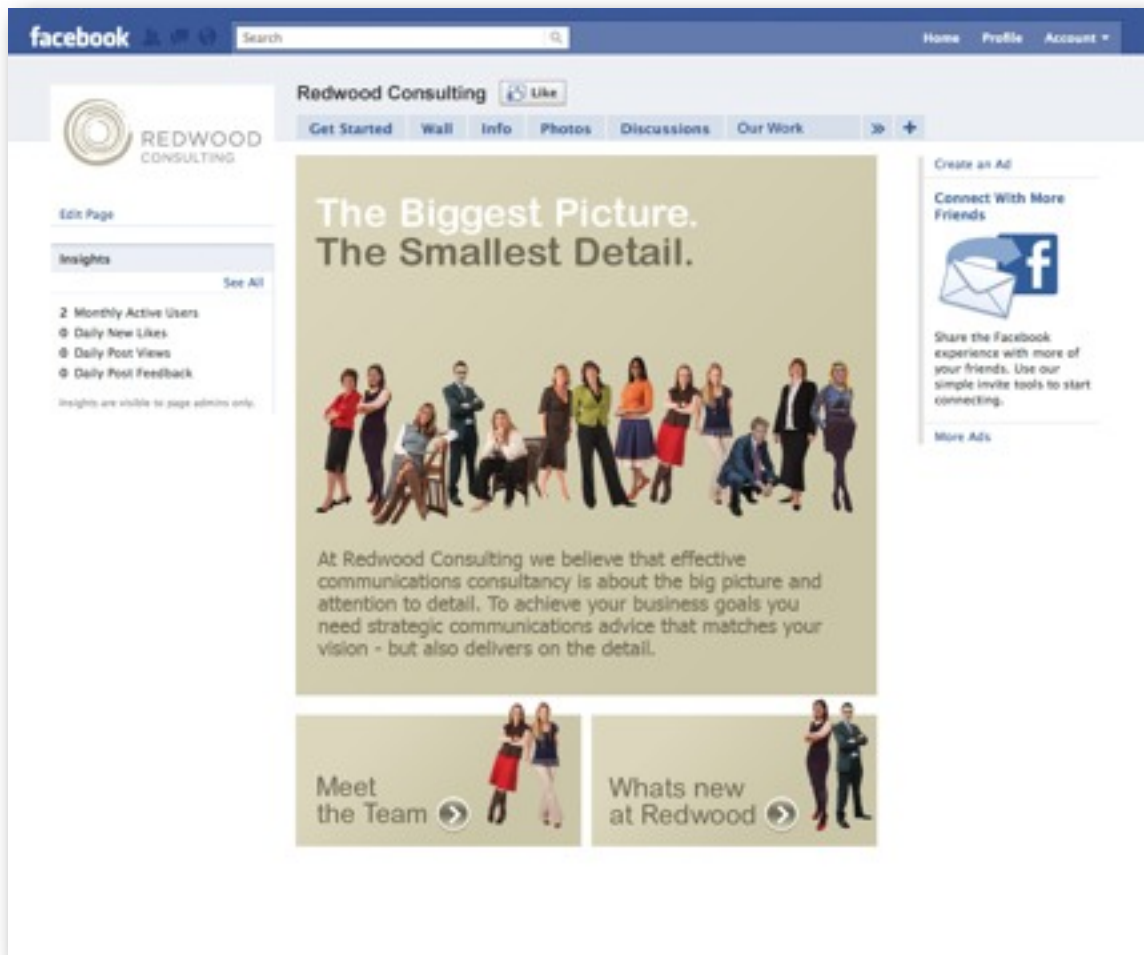 facebook
Search
Home Profile Account
Redwood Consulting Like
REDWOOD
CONSULTING
Get Started Wall Info Photos Discussions Our Work
Edit Page
Insights
See All
2 Monthly Active Users
0 Daily New Likes
0 Daily Post Views
0 Daily Post Feedback
Insights are visible to page admins only.
The Biggest Picture.
The Smallest Detail.
At Redwood Consulting we believe that effective
communications consultancy is about the big picture and
attention to detail. To achieve your business goals you
need strategic communications advice that matches your
vision - but also delivers on the detail.
Meet
the Team
Whats new
at Redwood
Create an Ad
Connect With More
Friends
f
Share the Facebook
experience with more of
your friends. Use our
simple invite tools to start
connecting.
More Ads